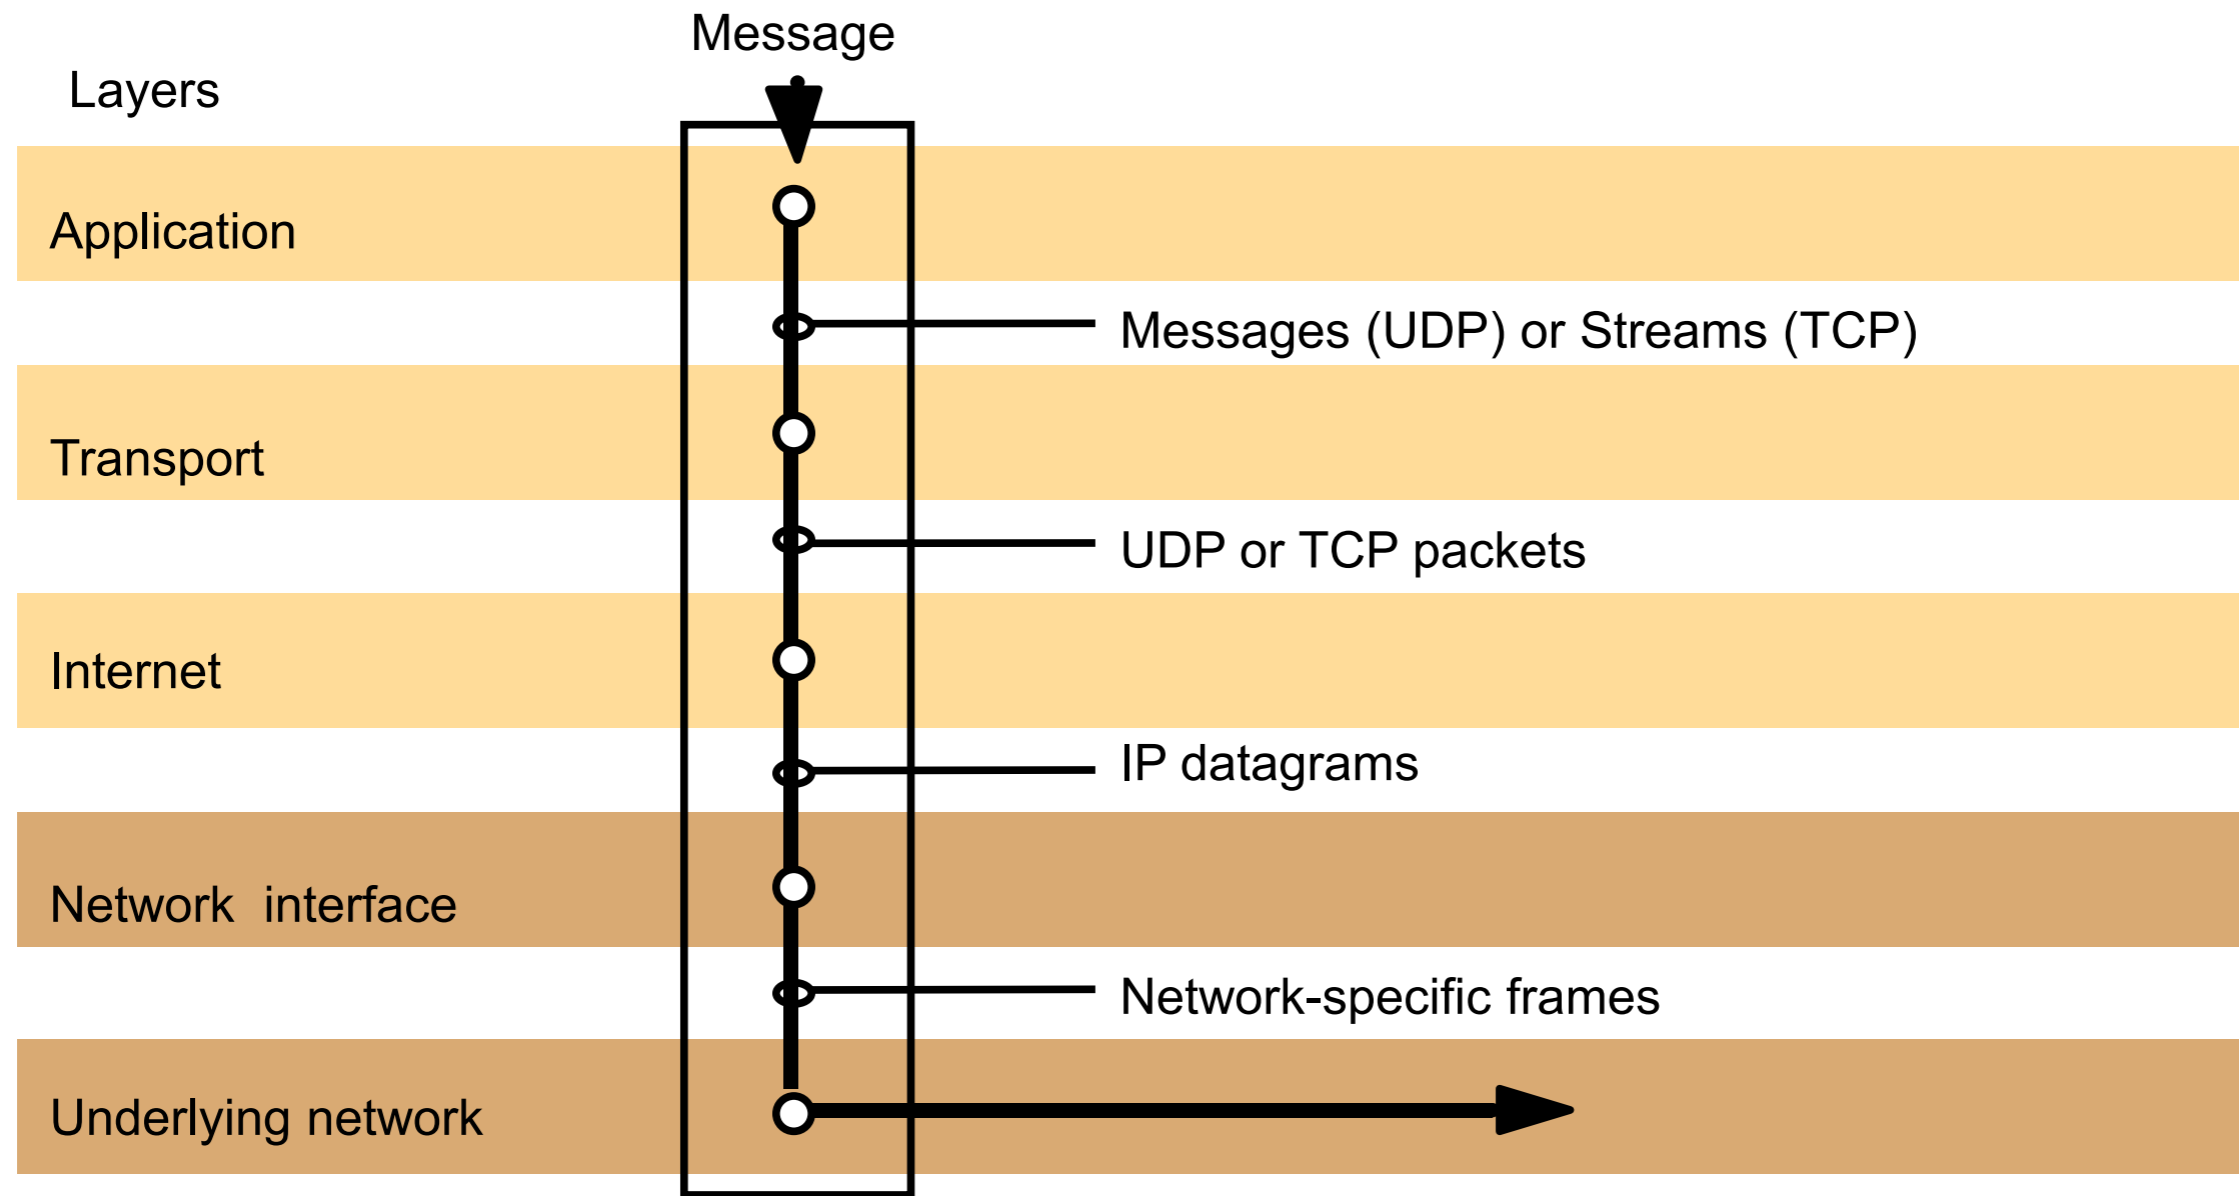 Message
Layers
Application
Messages (UDP) or Streams (TCP)
Transport
UDP or TCP packets
Internet
IP datagrams
Network  interface
Network-specific frames
Underlying network